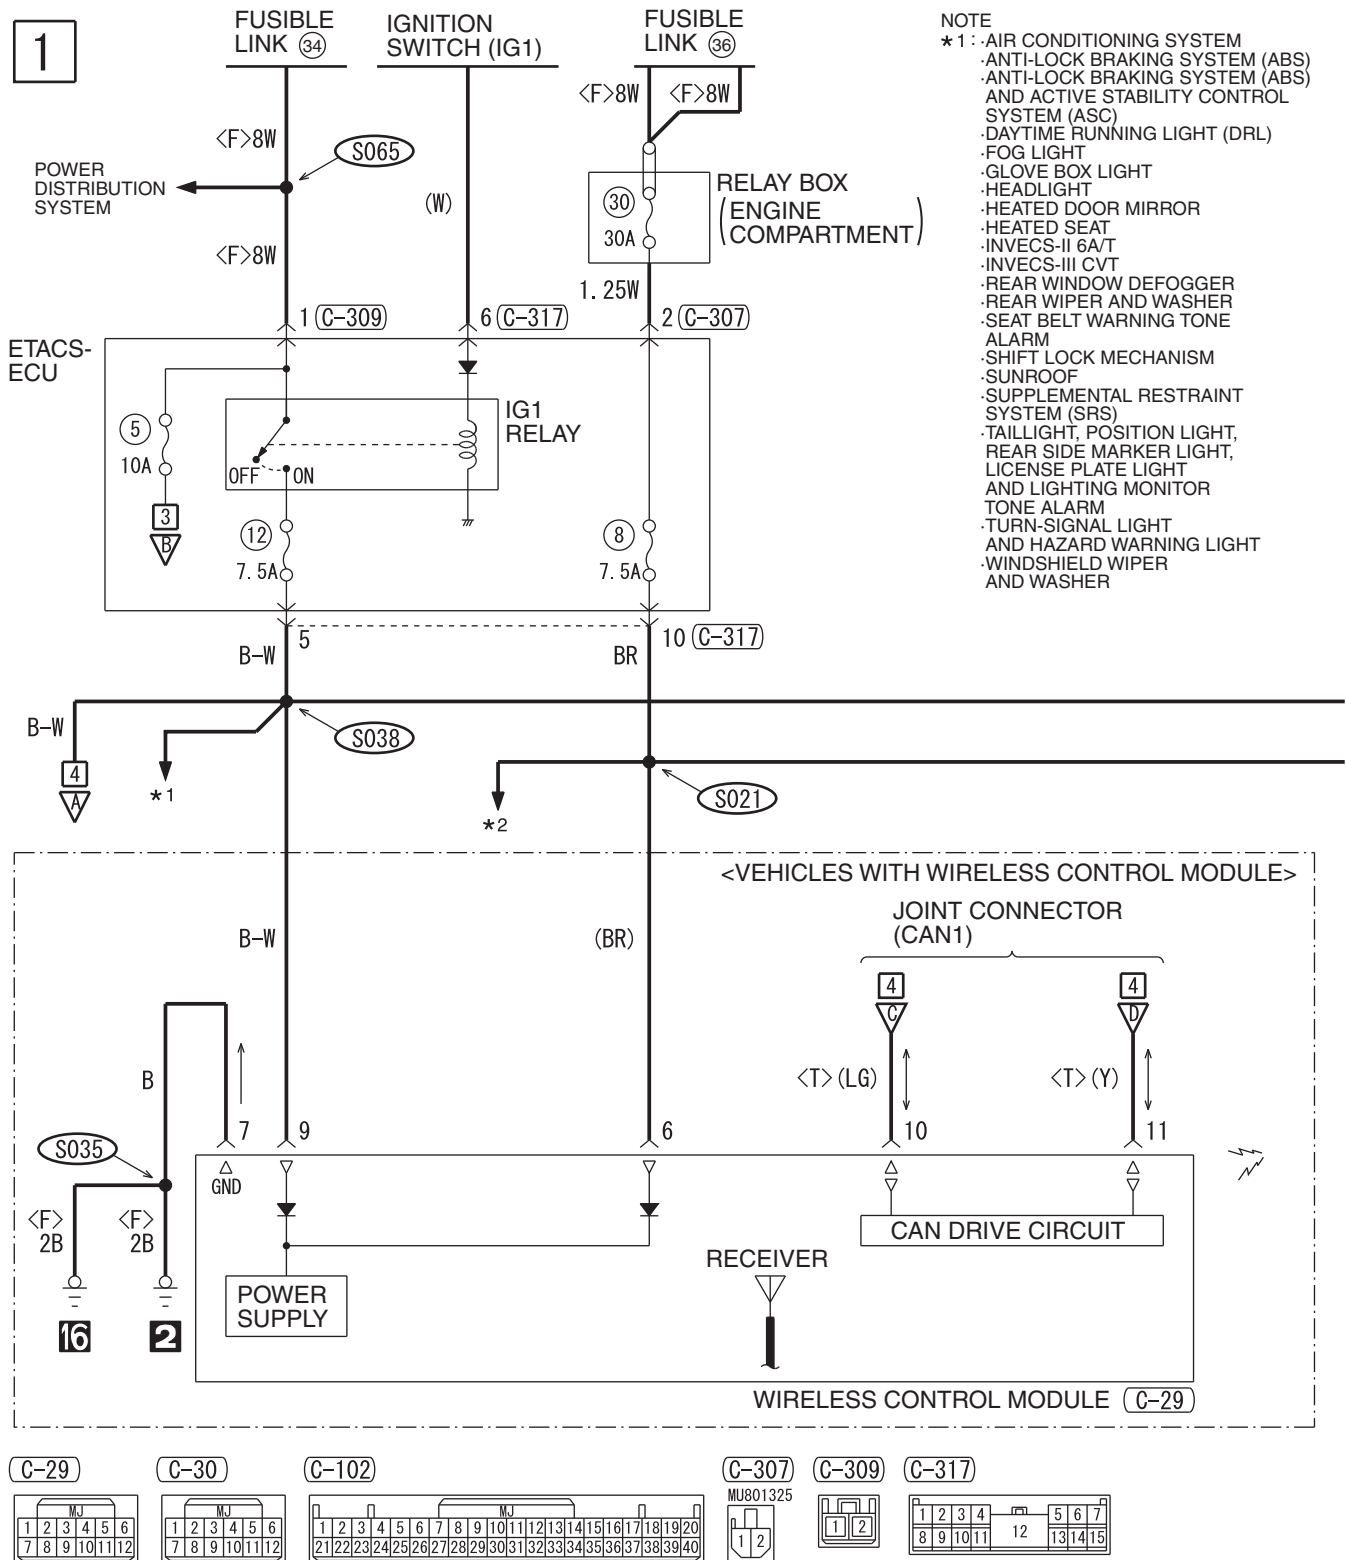 1
FUSIBLE
LINK 34
IGNITION
SWITCH (IG1)
FUSIBLE
LINK 36
NOTE
*1: ·AIR CONDITIONING SYSTEM
·ANTI-LOCK BRAKING SYSTEM (ABS)
·ANTI-LOCK BRAKING SYSTEM (ABS)
AND ACTIVE STABILITY CONTROL
SYSTEM (ASC)
·DAYTIME RUNNING LIGHT (DRL)
·FOG LIGHT
·GLOVE BOX LIGHT
·HEADLIGHT
·HEATED DOOR MIRROR
·HEATED SEAT
·INVECS-II 6A/T
·INVECS-III CVT
·REAR WINDOW DEFOGGER
·REAR WIPER AND WASHER
·SEAT BELT WARNING TONE
ALARM
·SHIFT LOCK MECHANISM
·SUNROOF
·SUPPLEMENTAL RESTRAINT
SYSTEM (SRS)
·TAILLIGHT, POSITION LIGHT,
REAR SIDE MARKER LIGHT,
LICENSE PLATE LIGHT
AND LIGHTING MONITOR
TONE ALARM
·TURN-SIGNAL LIGHT
AND HAZARD WARNING LIGHT
·WINDSHIELD WIPER
AND WASHER
<F>8W <F>8W
<F>8W
S065
POWER
DISTRIBUTION
SYSTEM
(W)
30
30A
RELAY BOX
(ENGINE
COMPARTMENT)
<F>8W
1.25W
1 (C-309)
6 (C-317)
2 (C-307)
ETACS-
ECU
5
10A
IG1
RELAY
OFF ON
3
B
12
7.5A
8
7.5A
5
10 (C-317)
B-W
BR
B-W
S038
4
A
*1
S021
*2
<VEHICLES WITH WIRELESS CONTROL MODULE>
JOINT CONNECTOR
(CAN1)
B-W
(BR)
4
C
4
D
B
<T>(LG)
<T>(Y)
7 9 6 10 11
S035
GND
<F>
2B
<F>
2B
CAN DRIVE CIRCUIT
RECEIVER
POWER
SUPPLY
16 2
WIRELESS CONTROL MODULE (C-29)
C-29
MJ
1 2 3 4 5 6
7 8 9 10 11 12
C-30
MJ
1 2 3 4 5 6
7 8 9 10 11 12
C-102
MJ
1 2 3 4 5 6 7 8 9 10 11 12 13 14 15 16 17 18 19 20
21 22 23 24 25 26 27 28 29 30 31 32 33 34 35 36 37 38 39 40
C-307
MU801325
1 2
C-309
1 2
C-317
1 2 3 4 5 6 7
8 9 10 11 12 13 14 15